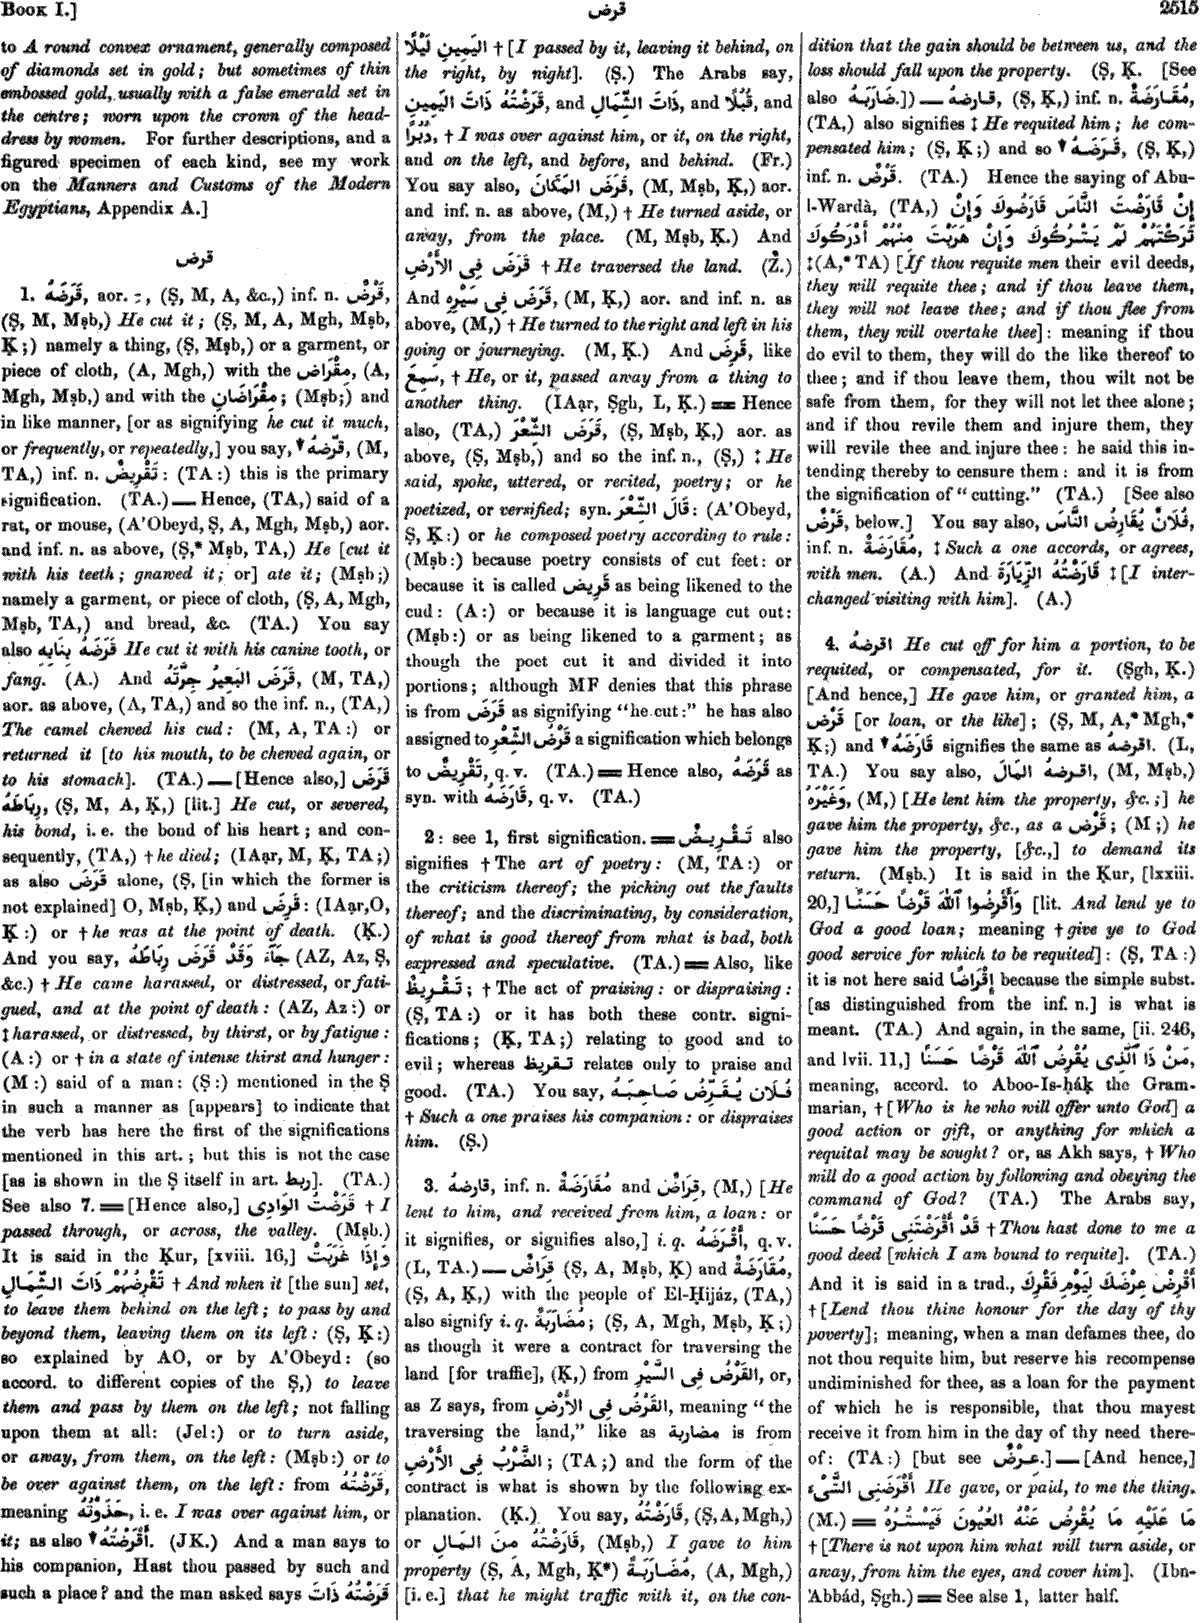 BOOK I.]
قرض
2515
to A round convex ornament, generally composed
of diamonds set in gold; but sometimes of thin
embossed gold, usually with a false emerald set in
the centre; worn upon the crown of the head-
dress by women. For further descriptions, and a
figured specimen of each kind, see my work
on the Manners and Customs of the Modern
Egyptians, Appendix A.]
قرض
1. قَرَضَهُ, aor. ـِ, (Ṣ, M, A, &c.,) inf. n. قَرْضٌ,
(Ṣ, M, Mṣb,) He cut it; (Ṣ, M, A, Mgh, Mṣb,
Ḳ;) namely a thing, (Ṣ, Mṣb,) or a garment, or
piece of cloth, (A, Mgh,) with the مِقْرَاض, (A,
Mgh, Mṣb,) and with the مِقْرَاضَانِ; (Mṣb;) and
in like manner, [or as signifying he cut it much,
or frequently, or repeatedly,] you say, ▼ قرّضهُ, (M,
TA,) inf. n. تَقْرِيضٌ: (TA:) this is the primary
signification. (TA.) — Hence, (TA,) said of a
rat, or mouse, (A'Obeyd, Ṣ, A, Mgh, Mṣb,) aor.
and inf. n. as above, (Ṣ,* Mṣb, TA,) He [cut it
with his teeth; gnawed it; or] ate it; (Mṣb;)
namely a garment, or piece of cloth, (Ṣ, A, Mgh,
Mṣb, TA,) and bread, &c. (TA.) You say
also قَرَضَهُ بِنَابِهِ He cut it with his canine tooth, or
fang. (A.) And قَرَضَ البَعِيرُ جِرَّتَهُ, (M, TA,)
aor. as above, (A, TA,) and so the inf. n., (TA,)
The camel chewed his cud: (M, A, TA:) or
returned it [to his mouth, to be chewed again, or
to his stomach]. (TA.) — [Hence also,] قَرَضَ
رِبَاطَهُ, (Ṣ, M, A, Ḳ,) [lit.] He cut, or severed,
his bond, i. e. the bond of his heart; and con-
sequently, (TA,) † he died; (IAạr, M, Ḳ, TA;)
as also قَرَضَ alone, (Ṣ, [in which the former is
not explained] O, Mṣb, Ḳ,) and قَرِضَ: (IAạr, O,
Ḳ:) or † he was at the point of death. (Ḳ.)
And you say, جَآءَ وَقَدْ قَرَضَ رِبَاطَهُ (AZ, Az, Ṣ,
&c.) † He came harassed, or distressed, or fati-
gued, and at the point of death: (AZ, Az:) or
‡ harassed, or distressed, by thirst, or by fatigue:
(A:) or † in a state of intense thirst and hunger:
(M:) said of a man: (Ṣ:) mentioned in the Ṣ
in such a manner as [appears] to indicate that
the verb has here the first of the significations
mentioned in this art.; but this is not the case
[as is shown in the Ṣ itself in art. ربط]. (TA.)
See also 7. = [Hence also,] قَرَضْتُ الوَادِى † I
passed through, or across, the valley. (Mṣb.)
It is said in the Ḳur, [xviii. 16,] وَإِذَا غَرَبَتْ
تَقْرِضُهُمْ ذَاتَ الشِّمَالِ † And when it [the sun] set,
to leave them behind on the left; to pass by and
beyond them, leaving them on its left: (Ṣ, Ḳ:)
so explained by AO, or by A'Obeyd: (so
accord. to different copies of the Ṣ,) to leave
them and pass by them on the left; not falling
upon them at all: (Jel:) or to turn aside,
or away, from them, on the left: (Mṣb:) or to
be over against them, on the left: from قَرَضْتُهُ,
meaning حَذَوْتُهُ, i. e. I was over against him, or
it; as also ▼ أَقْرَضْتُهُ. (JK.) And a man says to
his companion, Hast thou passed by such and
such a place? and the man asked says قَرَضْتُهُ ذَاتَ
اليَمِينِ لَيْلًا † [I passed by it, leaving it behind, on
the right, by night]. (Ṣ.) The Arabs say,
قَرَضْتُهُ ذَاتَ اليَمِينِ, and ذَاتَ الشِّمَالِ, and قُبُلًا, and
دُبُرًا, † I was over against him, or it, on the right,
and on the left, and before, and behind. (Fr.)
You say also, قَرَضَ المَكَانَ, (M, Mṣb, Ḳ,) aor.
and inf. n. as above, (M,) † He turned aside, or
away, from the place. (M, Mṣb, Ḳ.) And
قَرَضَ فِى الأَرْضِ † He traversed the land. (Z.)
And قَرَضَ فِى سَيْرِهِ, (M, Ḳ,) aor. and inf. n. as
above, (M,) † He turned to the right and left in his
going or journeying. (M, Ḳ.) And قَرِضَ, like
سَمِعَ, † He, or it, passed away from a thing to
another thing. (IAạr, Ṣgh, L, Ḳ.) = Hence
also, (TA,) قَرَضَ الشِّعْرَ, (Ṣ, Mṣb, Ḳ,) aor. as
above, (Ṣ, Mṣb,) and so the inf. n., (Ṣ,) ‡ He
said, spoke, uttered, or recited, poetry; or he
poetized, or versified; syn. قَالَ الشِّعْرَ: (A'Obeyd,
Ṣ, Ḳ:) or he composed poetry according to rule:
(Mṣb:) because poetry consists of cut feet: or
because it is called قَرِيض as being likened to the
cud: (A:) or because it is language cut out:
(Mṣb:) or as being likened to a garment; as
though the poet cut it and divided it into
portions; although MF denies that this phrase
is from قَرَضَ as signifying "he cut:" he has also
assigned to قَرْضُ الشِّعْرِ a signification which belongs
to تَقْرِيضٌ, q. v. (TA.) = Hence also, قَرَضَهُ as
syn. with قَارَضَهُ, q. v. (TA.)
2: see 1, first signification. = تَقْرِيضٌ also
signifies † The art of poetry: (M, TA:) or
the criticism thereof; the picking out the faults
thereof; and the discriminating, by consideration,
of what is good thereof from what is bad, both
expressed and speculative. (TA.) = Also, like
تَقْرِيظٌ; † The act of praising: or dispraising:
(Ṣ, TA:) or it has both these contr. signi-
fications; (Ḳ, TA;) relating to good and to
evil; whereas تقريظ relates only to praise and
good. (TA.) You say, فُلَان يُقَرِّضُ صَاحِبَهُ
† Such a one praises his companion: or dispraises
him. (Ṣ.)
3. قارضهُ, inf. n. مُقَارَضَةٌ and قِرَاضٌ, (M,) [He
lent to him, and received from him, a loan: or
it signifies, or signifies also,] i. q. أَقْرَضَهُ, q. v.
(L, TA.) — قِرَاضٌ (Ṣ, A, Mṣb, Ḳ) and مُقَارَضَةٌ,
(Ṣ, A, Ḳ,) with the people of El-Ḥijáz, (TA,)
also signify i. q. مُضَارَبَةٌ; (Ṣ, A, Mgh, Mṣb, Ḳ;)
as though it were a contract for traversing the
land [for traffic], (Ḳ,) from القَرْضُ فِى السَّيْرِ, or,
as Z says, from القَرْضُ فِى الأَرْضِ, meaning "the
traversing the land," like as مضاربة is from
الضَّرْبُ فِى الأَرْضِ; (TA;) and the form of the
contract is what is shown by the following ex-
planation. (Ḳ.) You say, قَارَضْتُهُ, (Ṣ, A, Mgh,)
or قَارَضْتُهُ مِنَ المَالِ, (Mṣb,) I gave to him
property (Ṣ, A, Mgh, Ḳ*) مُضَارَبَةً, (A, Mgh,)
[i. e.] that he might traffic with it, on the con-
dition that the gain should be between us, and the
loss should fall upon the property. (Ṣ, Ḳ. [See
also ضَارَبَهُ.]) — قارضهُ, (Ṣ, Ḳ,) inf. n. مُقَارَضَةٌ,
(TA,) also signifies ‡ He requited him; he com-
pensated him; (Ṣ, Ḳ;) and so ▼ قَرَضَهُ, (Ṣ, Ḳ,)
inf. n. قَرْضٌ. (TA.) Hence the saying of Abu-
l-Wardà, (TA,) إِنْ قَارَضْتَ النَّاسَ قَارَضُوكَ وَإِنْ
تَرَكْتَهُمْ لَمْ يَتْرُكُوكَ وَإِنْ هَرَبْتَ مِنْهُمْ أَدْرَكُوكَ
‡ (A,* TA) [If thou requite men their evil deeds,
they will requite thee; and if thou leave them,
they will not leave thee; and if thou flee from
them, they will overtake thee]: meaning if thou
do evil to them, they will do the like thereof to
thee; and if thou leave them, thou wilt not be
safe from them, for they will not let thee alone;
and if thou revile them and injure them, they
will revile thee and injure thee: he said this in-
tending thereby to censure them: and it is from
the signification of "cutting." (TA.) [See also
قَرْضٌ, below.] You say also, فُلَانٌ يُقَارِضُ النَّاسَ,
inf. n. مُقَارَضَةٌ, ‡ Such a one accords, or agrees,
with men. (A.) And قَارَضْتُهُ الزِّيَارَةَ ‡ [I inter-
changed visiting with him]. (A.)
4. اقرضهُ He cut off for him a portion, to be
requited, or compensated, for it. (Ṣgh, Ḳ.)
[And hence,] He gave him, or granted him, a
قَرْض [or loan, or the like]; (Ṣ, M, A,* Mgh,*
Ḳ;) and ▼ قَارَضَهُ signifies the same as اقرضهُ. (L,
TA.) You say also, اقرضهُ المَالَ, (M, Mṣb,)
وَغَيْرَهُ, (M,) [He lent him the property, &c.;] he
gave him the property, &c., as a قَرْض; (M;) he
gave him the property, [&c.,] to demand its
return. (Mṣb.) It is said in the Ḳur, [lxxiii.
20,] وَأَقْرِضُوا ٱللّٰهَ قَرْضًا حَسَنًا [lit. And lend ye to
God a good loan; meaning † give ye to God
good service for which to be requited]: (Ṣ, TA:)
it is not here said إِقْرَاضًا because the simple subst.
[as distinguished from the inf. n.] is what is
meant. (TA.) And again, in the same, [ii. 246,
and lvii. 11,] مَنْ ذَا ٱلَّذِى يُقْرِضُ ٱللّٰهَ قَرْضًا حَسَنًا,
meaning, accord. to Aboo-Is-ḥáḳ the Gram-
marian, † [Who is he who will offer unto God] a
good action or gift, or anything for which a
requital may be sought? or, as Akh says, † Who
will do a good action by following and obeying the
command of God? (TA.) The Arabs say,
قَدْ أَقْرَضْتَنِى قَرْضًا حَسَنًا † Thou hast done to me a
good deed [which I am bound to requite]. (TA.)
And it is said in a trad., أَقْرِضْ عِرْضَكَ لِيَوْمِ فَقْرِكَ
† [Lend thou thine honour for the day of thy
poverty]; meaning, when a man defames thee, do
not thou requite him, but reserve his recompense
undiminished for thee, as a loan for the payment
of which he is responsible, that thou mayest
receive it from him in the day of thy need there-
of: (TA:) [but see عِرْضٌ.] — [And hence,]
أَقْرَضَنِى الشَّىْءَ He gave, or paid, to me the thing.
(M.) = مَا عَلَيْهِ مَا يُقْرِضُ عَنْهُ العُيُونَ فَيَسْتُرُهُ
† [There is not upon him what will turn aside, or
away, from him the eyes, and cover him]. (Ibn-
'Abbád, Ṣgh.) = See alse 1, latter half.